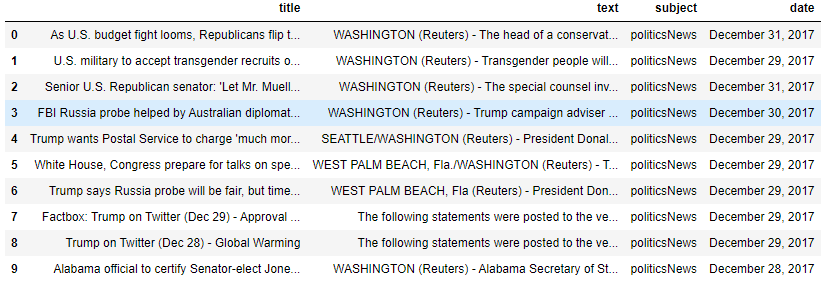 title text subject date
0 As U.S. budget fight looms, Republicans flip t... WASHINGTON (Reuters) - The head of a conservat... politicsNews December 31, 2017
1 U.S. military to accept transgender recruits o... WASHINGTON (Reuters) - Transgender people will... politicsNews December 29, 2017
2 Senior U.S. Republican senator: 'Let Mr. Muell... WASHINGTON (Reuters) - The special counsel inv... politicsNews December 31, 2017
3 FBI Russia probe helped by Australian diplomat... WASHINGTON (Reuters) - Trump campaign adviser ... politicsNews December 30, 2017
4 Trump wants Postal Service to charge 'much mor... SEATTLE/WASHINGTON (Reuters) - President Donal... politicsNews December 29, 2017
5 White House, Congress prepare for talks on spe... WEST PALM BEACH, Fla./WASHINGTON (Reuters) - T... politicsNews December 29, 2017
6 Trump says Russia probe will be fair, but time... WEST PALM BEACH, Fla (Reuters) - President Don... politicsNews December 29, 2017
7 Factbox: Trump on Twitter (Dec 29) - Approval ... The following statements were posted to the ve... politicsNews December 29, 2017
8 Trump on Twitter (Dec 28) - Global Warming The following statements were posted to the ve... politicsNews December 29, 2017
9 Alabama official to certify Senator-elect Jone... WASHINGTON (Reuters) - Alabama Secretary of St... politicsNews December 28, 2017